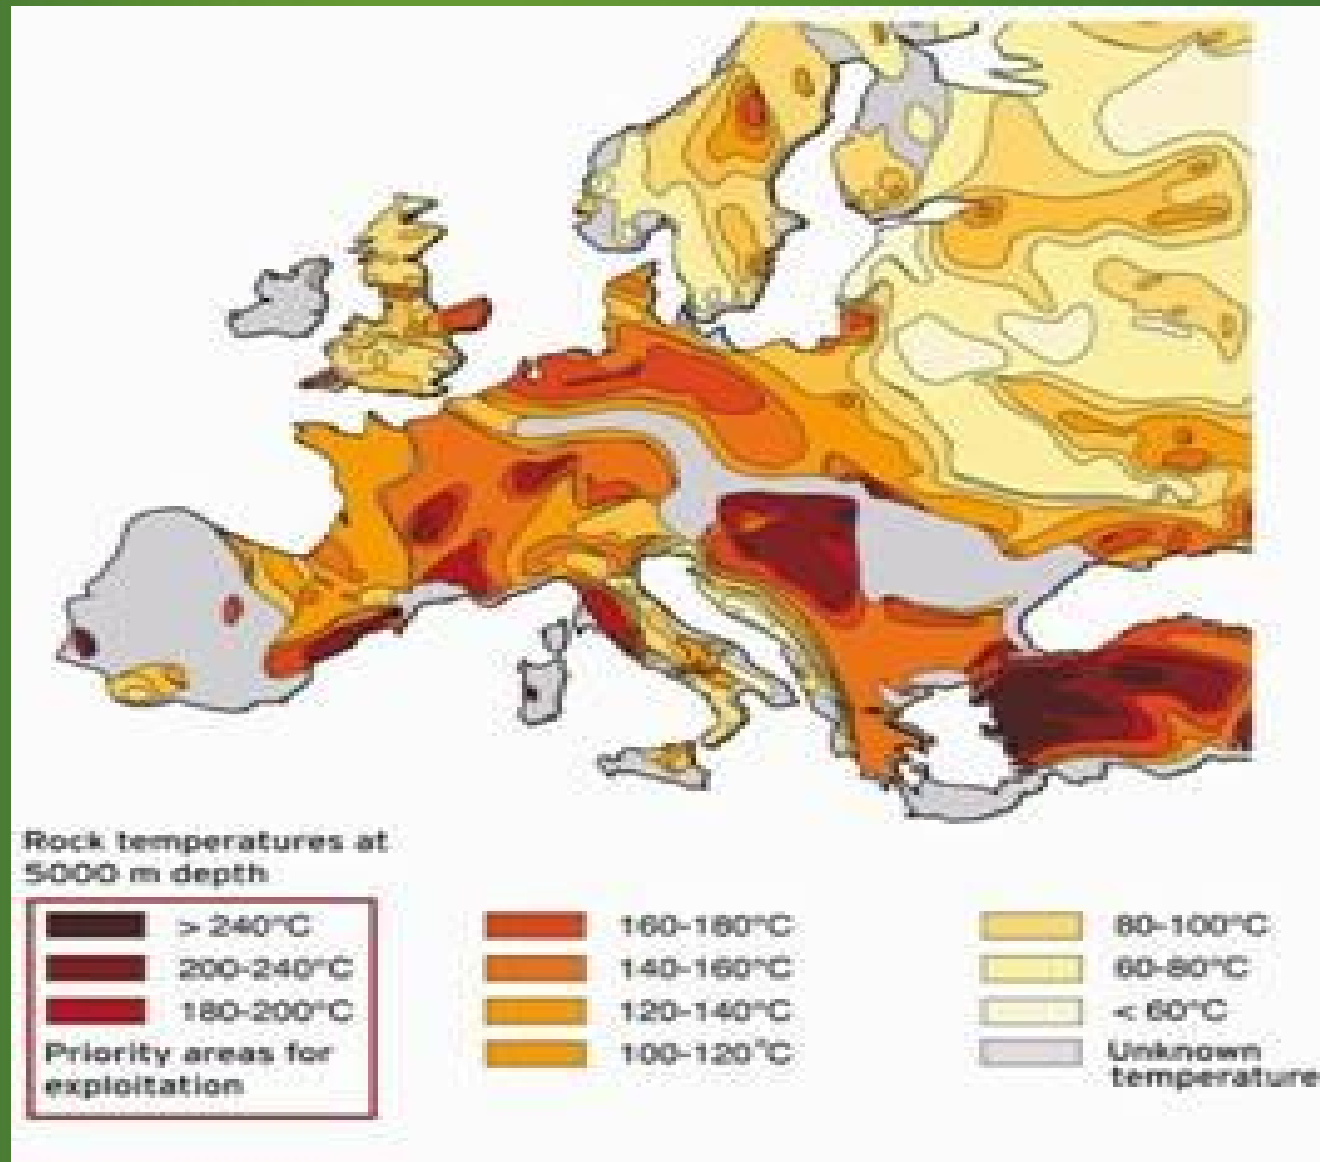 Rock temperatures at
5000 m depth
> 240°C
200-240°C
180-200°C
Priority areas for
exploitation
160-180°C
140-160°C
120-140°C
100-120°C
80-100°C
60-80°C
< 60°C
Unknown
temperature